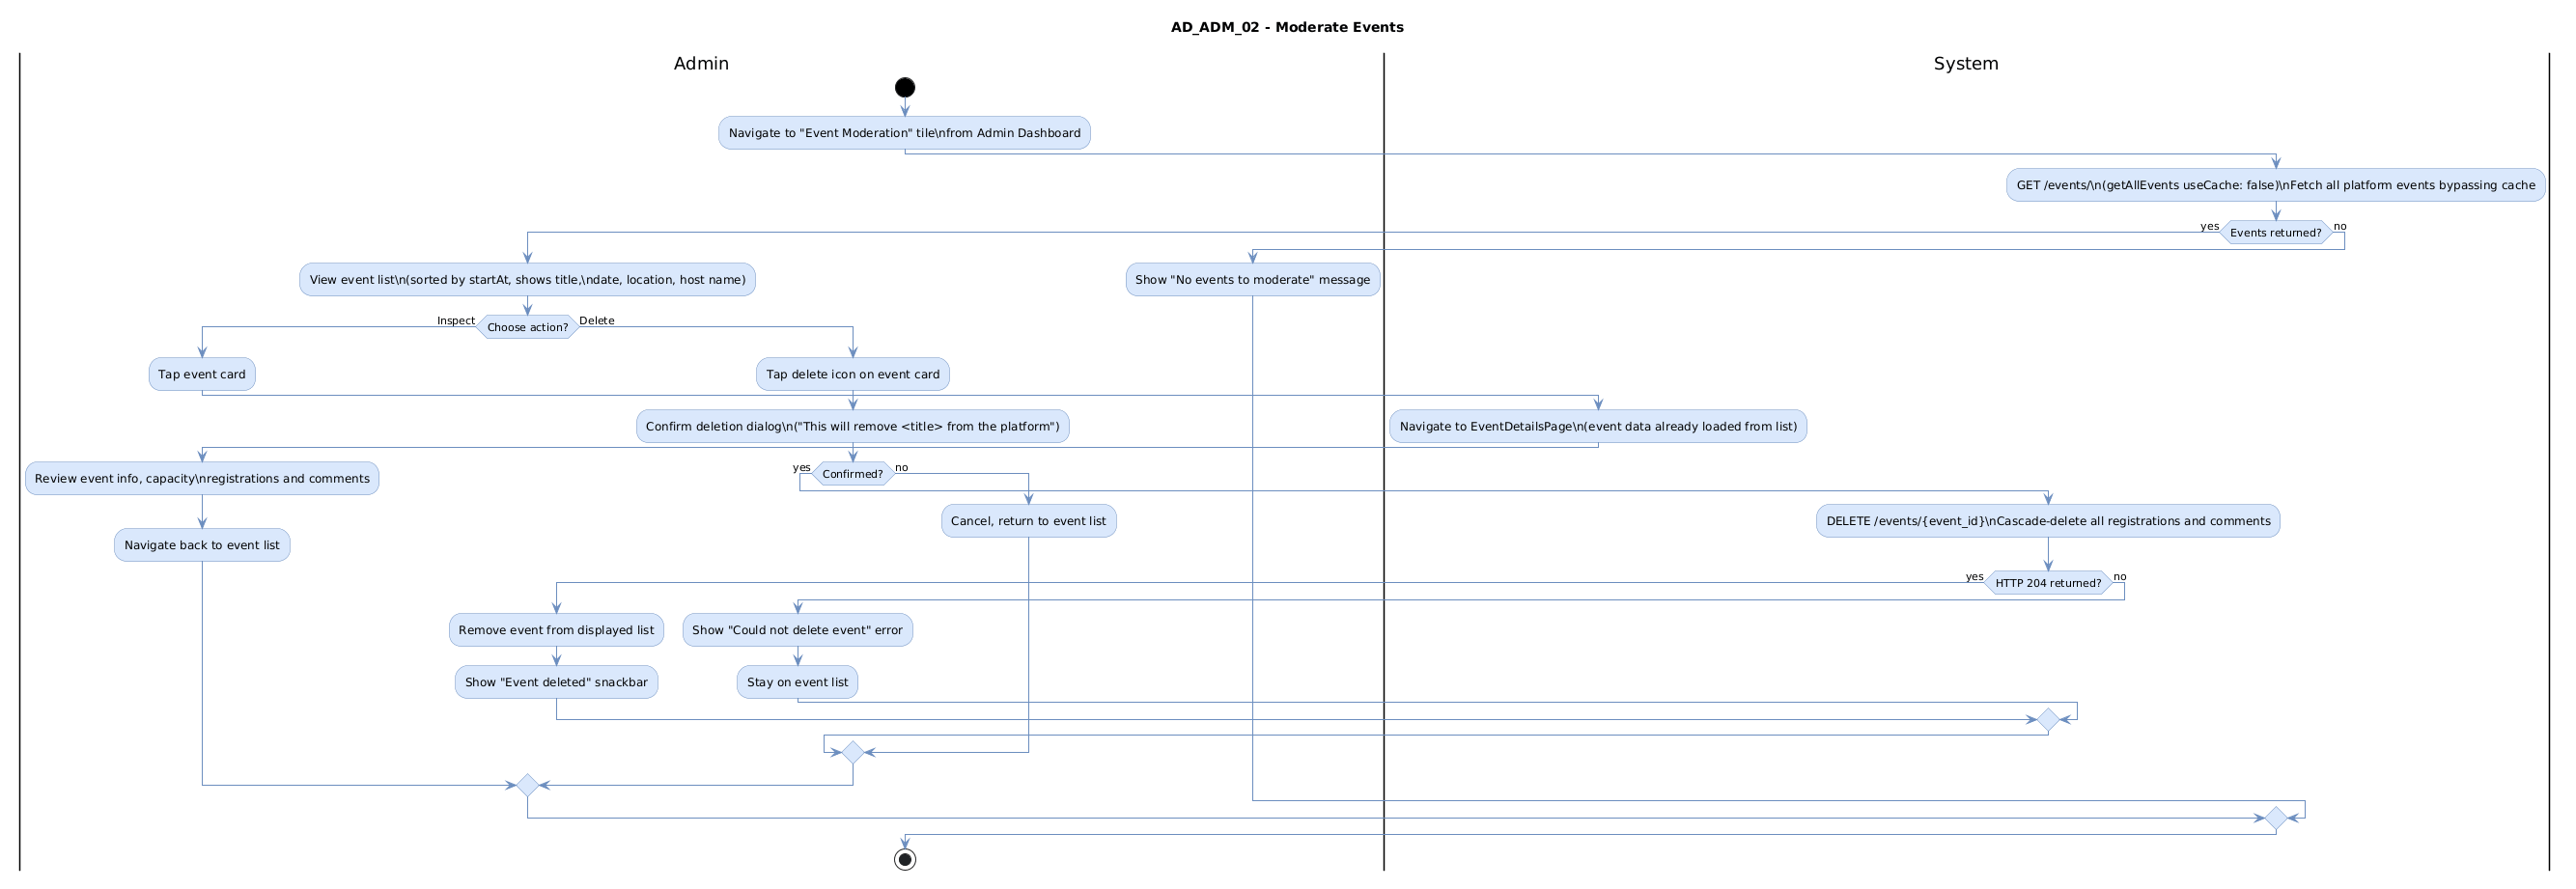 AD_ADM_02 - Moderate Events
Admin
System
Navigate to "Event Moderation" tile\nfrom Admin Dashboard
GET /events/\n(getAllEvents useCache: false)\nFetch all platform events bypassing cache
yes
Events returned?
no
View event list\n(sorted by startAt, shows title,\ndate, location, host name)
Show "No events to moderate" message
Inspect
Choose action?
Delete
Tap event card
Tap delete icon on event card
Confirm deletion dialog\n("This will remove <title> from the platform")
Navigate to EventDetailsPage\n(event data already loaded from list)
Review event info, capacity\nregistrations and comments
yes
Confirmed?
no
Cancel, return to event list
DELETE /events/{event_id}\nCascade-delete all registrations and comments
Navigate back to event list
yes
HTTP 204 returned?
no
Remove event from displayed list
Show "Could not delete event" error
Show "Event deleted" snackbar
Stay on event list